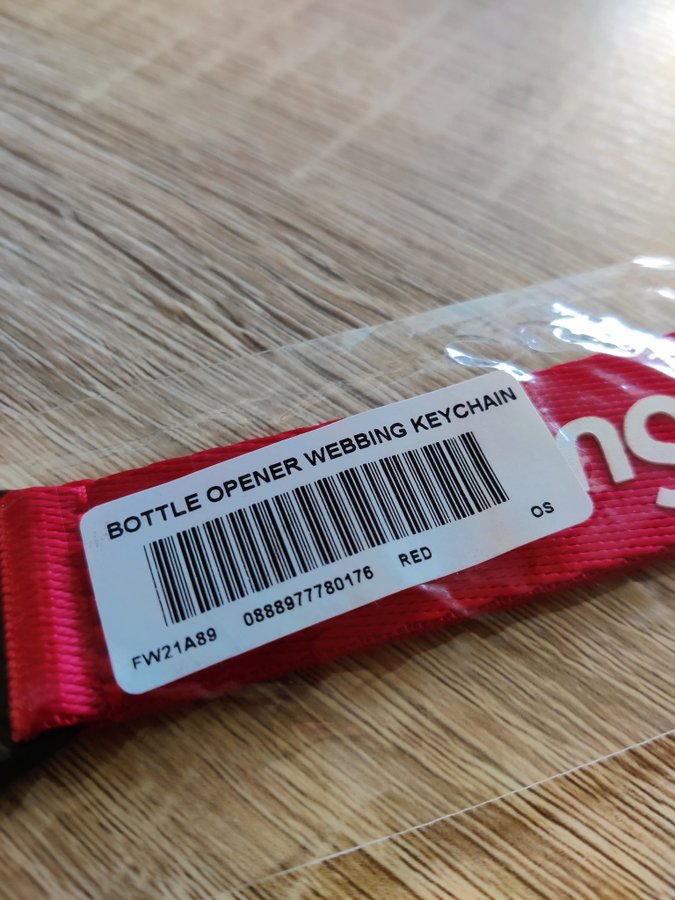 BOTTLE OPENER WEBBING KEYCHAIN
FW21A89 0888977780176 RED OS